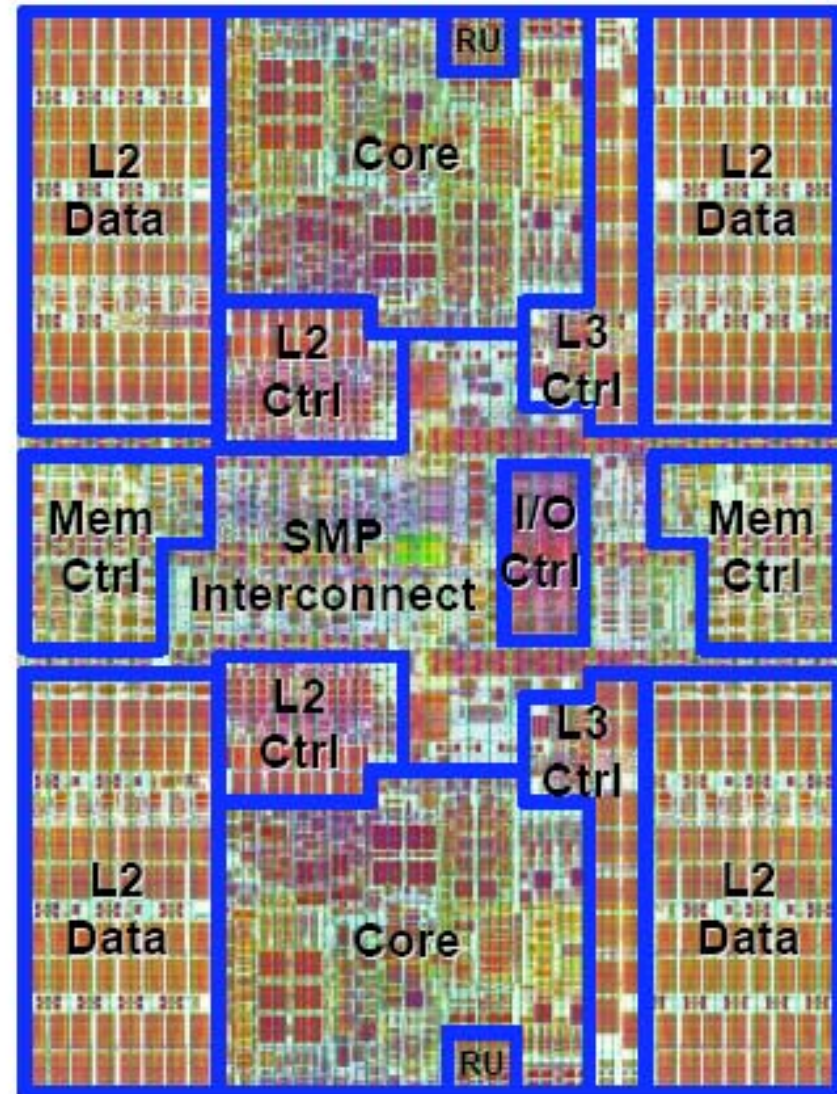 RU
Core
L2
Data
L2
Data
L2
Ctrl
L3
Ctrl
Mem
Ctrl
SMP
Interconnect
I/O
Ctrl
Mem
Ctrl
L2
Ctrl
L3
Ctrl
L2
Data
Core
L2
Data
RU